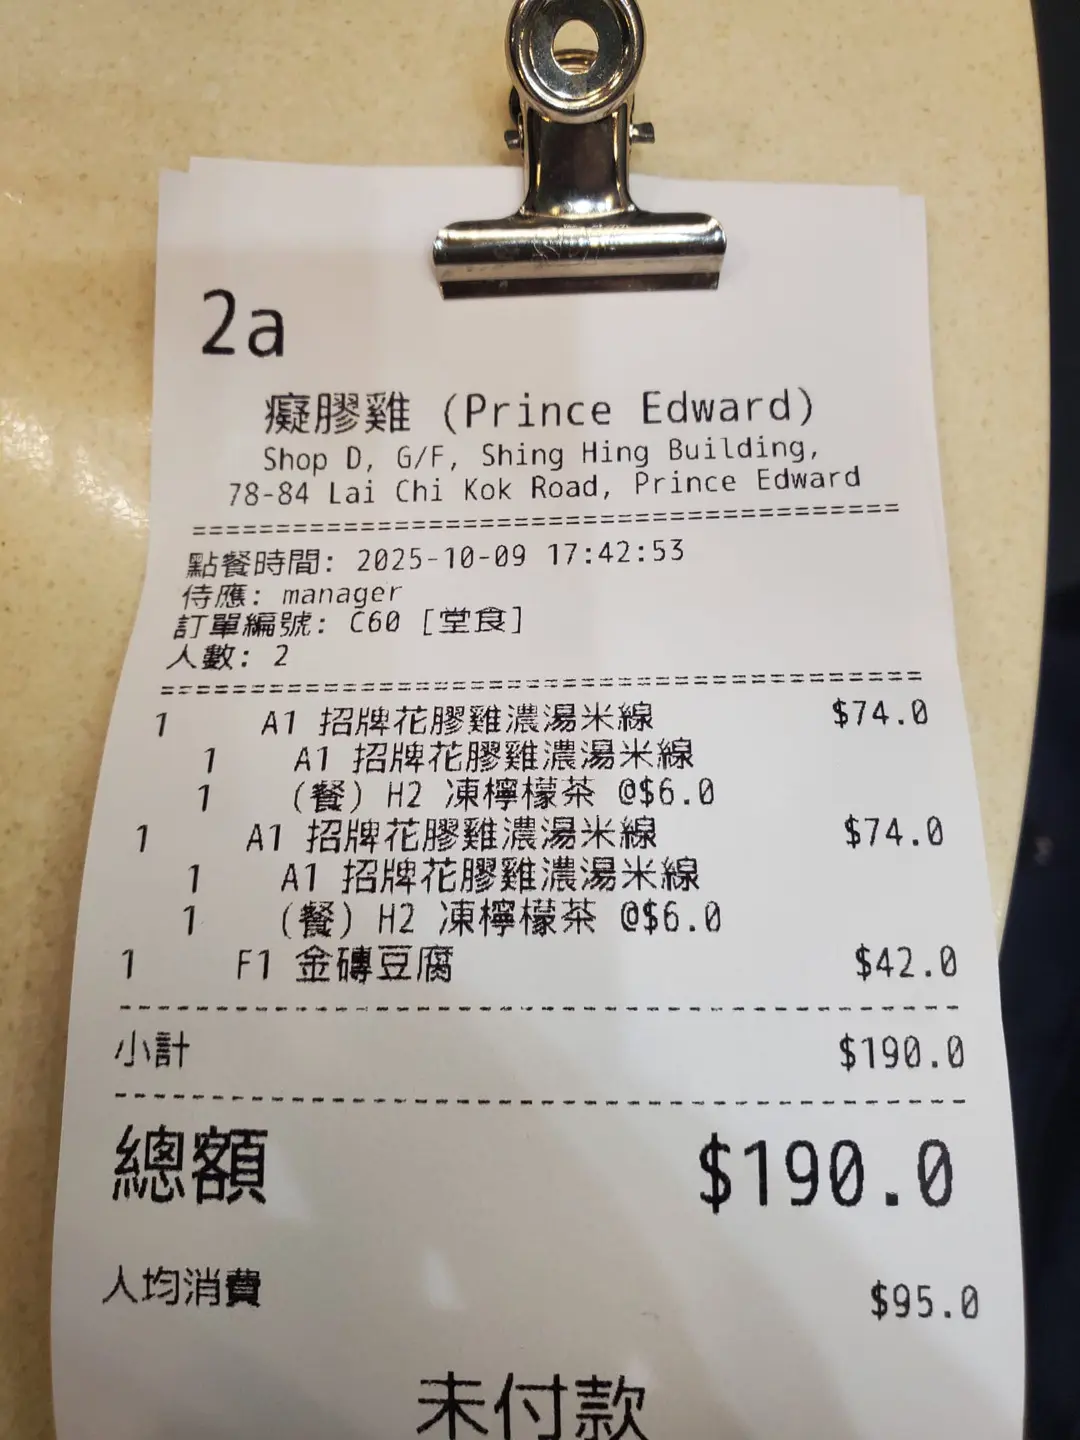 2a
癡膠雞 (Prince Edward)
Shop D, G/F, Shing Hing Building,
78-84 Lai Chi Kok Road, Prince Edward
========================================
點餐時間: 2025-10-09 17:42:53
侍應: manager
訂單編號: C60 [堂食]
人數: 2
========================================
1 A1 招牌花膠雞濃湯米線 $74.0
1 A1 招牌花膠雞濃湯米線
1 (餐) H2 凍檸檬茶 @$6.0
1 A1 招牌花膠雞濃湯米線 $74.0
1 A1 招牌花膠雞濃湯米線
1 (餐) H2 凍檸檬茶 @$6.0
1 F1 金磚豆腐 $42.0
----------------------------------------
小計 $190.0
----------------------------------------
總額 $190.0
人均消費 $95.0
未付款